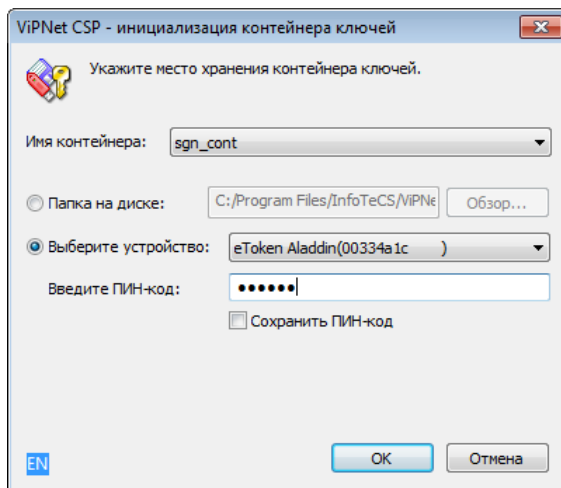 ViPNet CSP - инициализация контейнера ключей
Укажите место хранения контейнера ключей.
Имя контейнера: sgn_cont
Папка на диске: C:/Program Files/InfoTeCS/ViPNe Обзор...
Выберите устройство: eToken Aladdin(00334a1c )
Введите ПИН-код: ••••••
Сохранить ПИН-код
EN OK Отмена